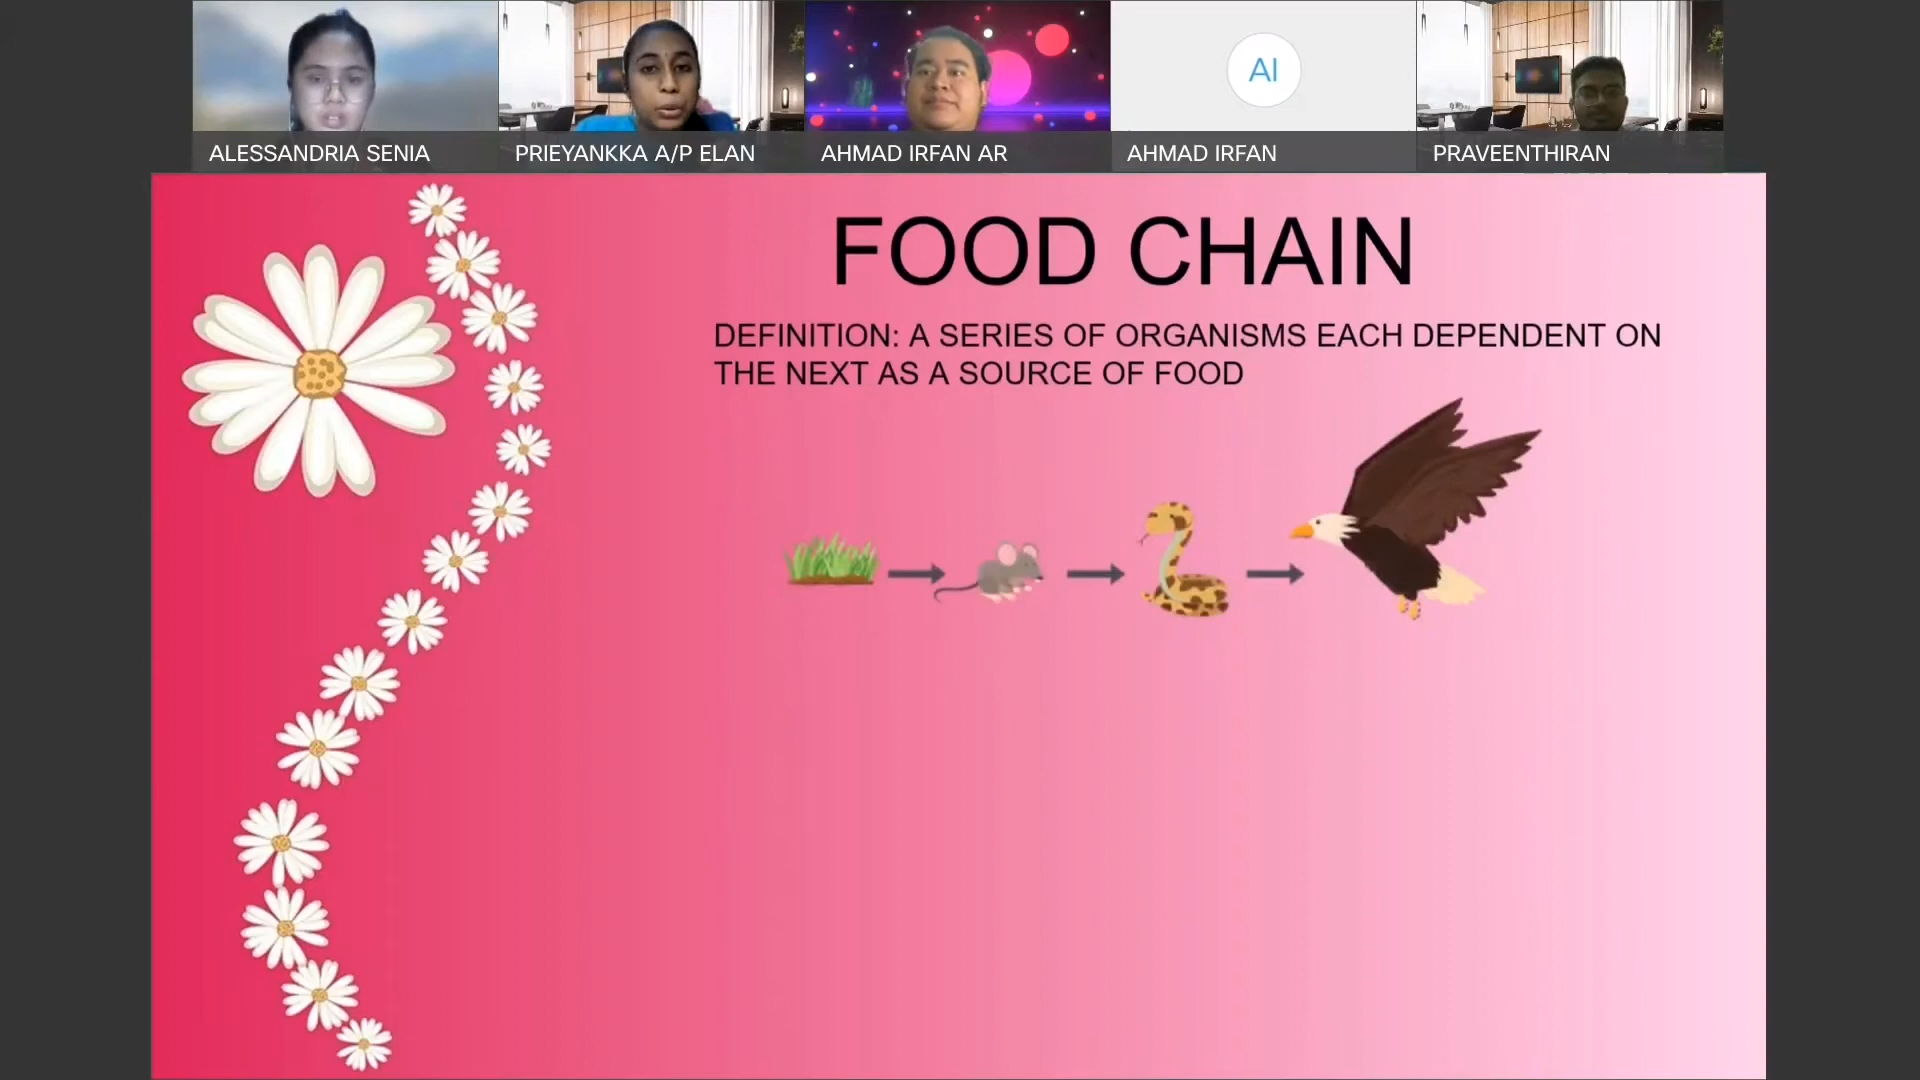 AI
ALESSANDRIA SENIA
PRIEYANKKA A/P ELAN
AHMAD IRFAN AR
AHMAD IRFAN
PRAVEENTHIRAN
FOOD CHAIN
DEFINITION: A SERIES OF ORGANISMS EACH DEPENDENT ON
THE NEXT AS A SOURCE OF FOOD